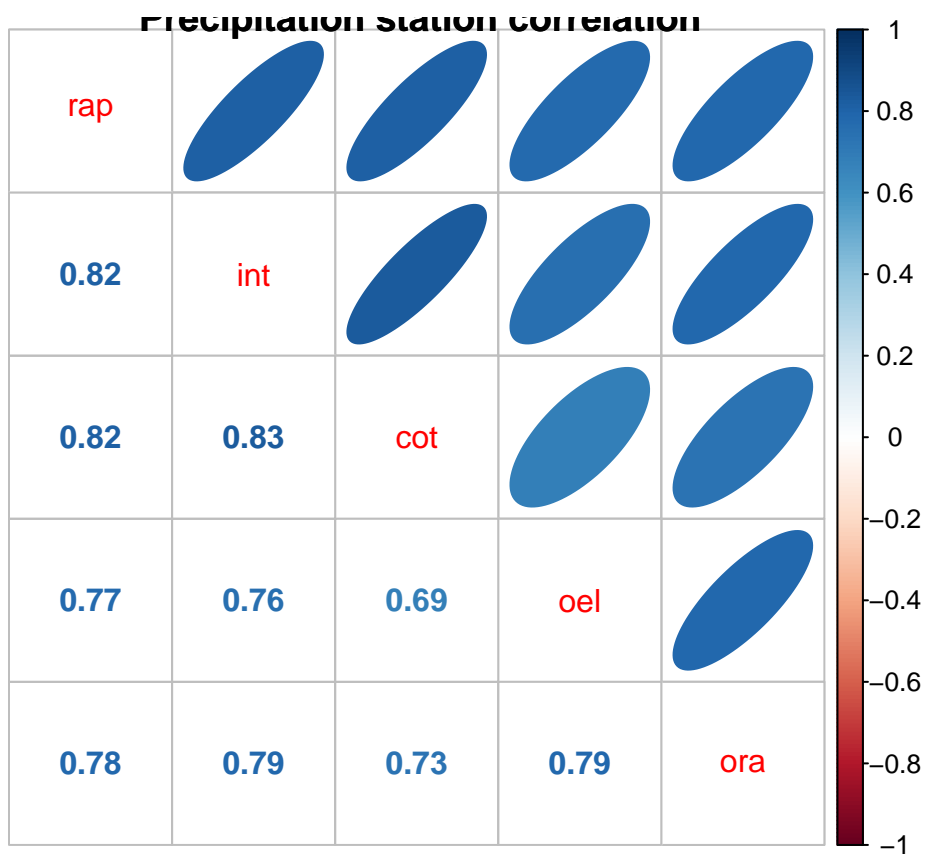 Precipitation station correlation
rap
0.82 int
0.82 0.83 cot
0.77 0.76 0.69 oel
0.78 0.79 0.73 0.79 ora
1
0.8
0.6
0.4
0.2
0
−0.2
−0.4
−0.6
−0.8
−1